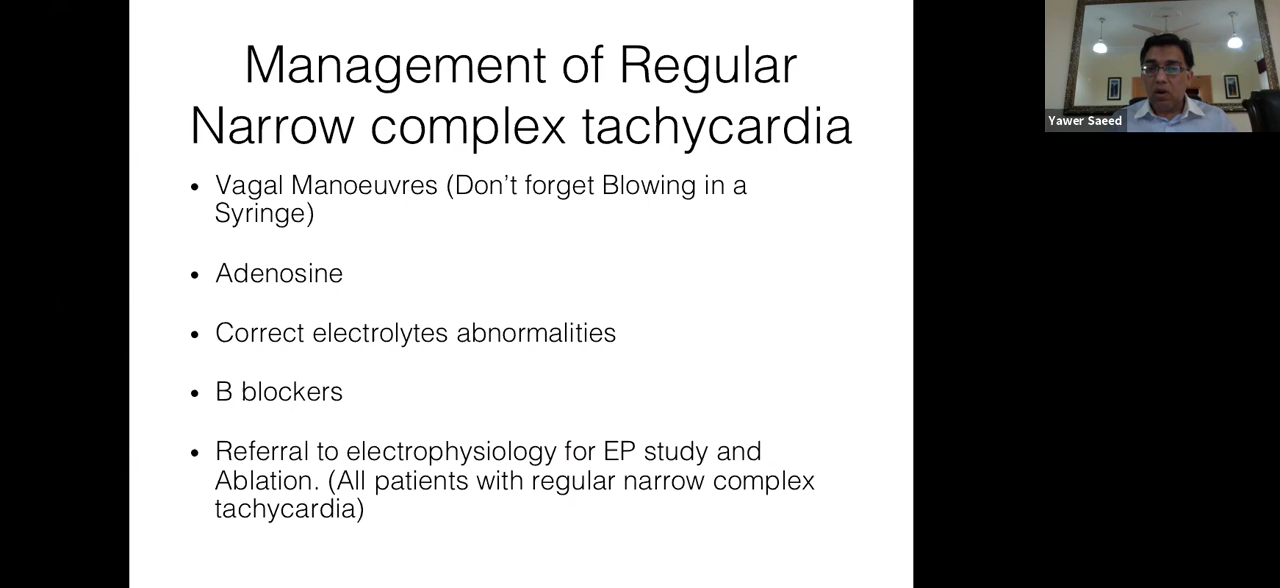 Management of Regular
Narrow complex tachycardia
• Vagal Manoeuvres (Don’t forget Blowing in a
Syringe)
• Adenosine
• Correct electrolytes abnormalities
• B blockers
• Referral to electrophysiology for EP study and
Ablation. (All patients with regular narrow complex
tachycardia)
Yawer Saeed